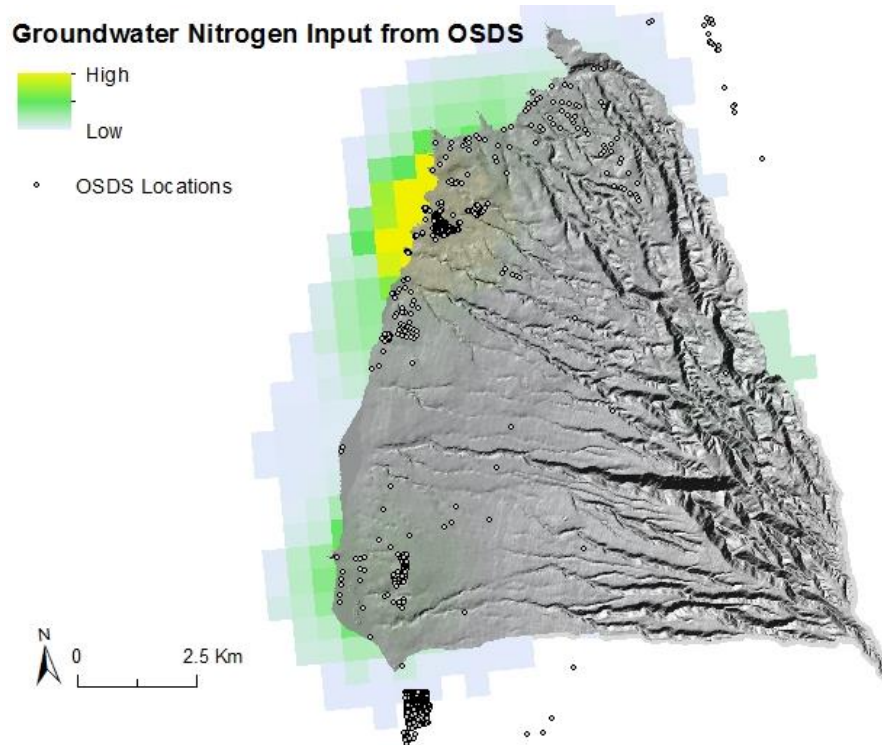 Groundwater Nitrogen Input from OSDS
High
Low
OSDS Locations
N
0 2.5 Km